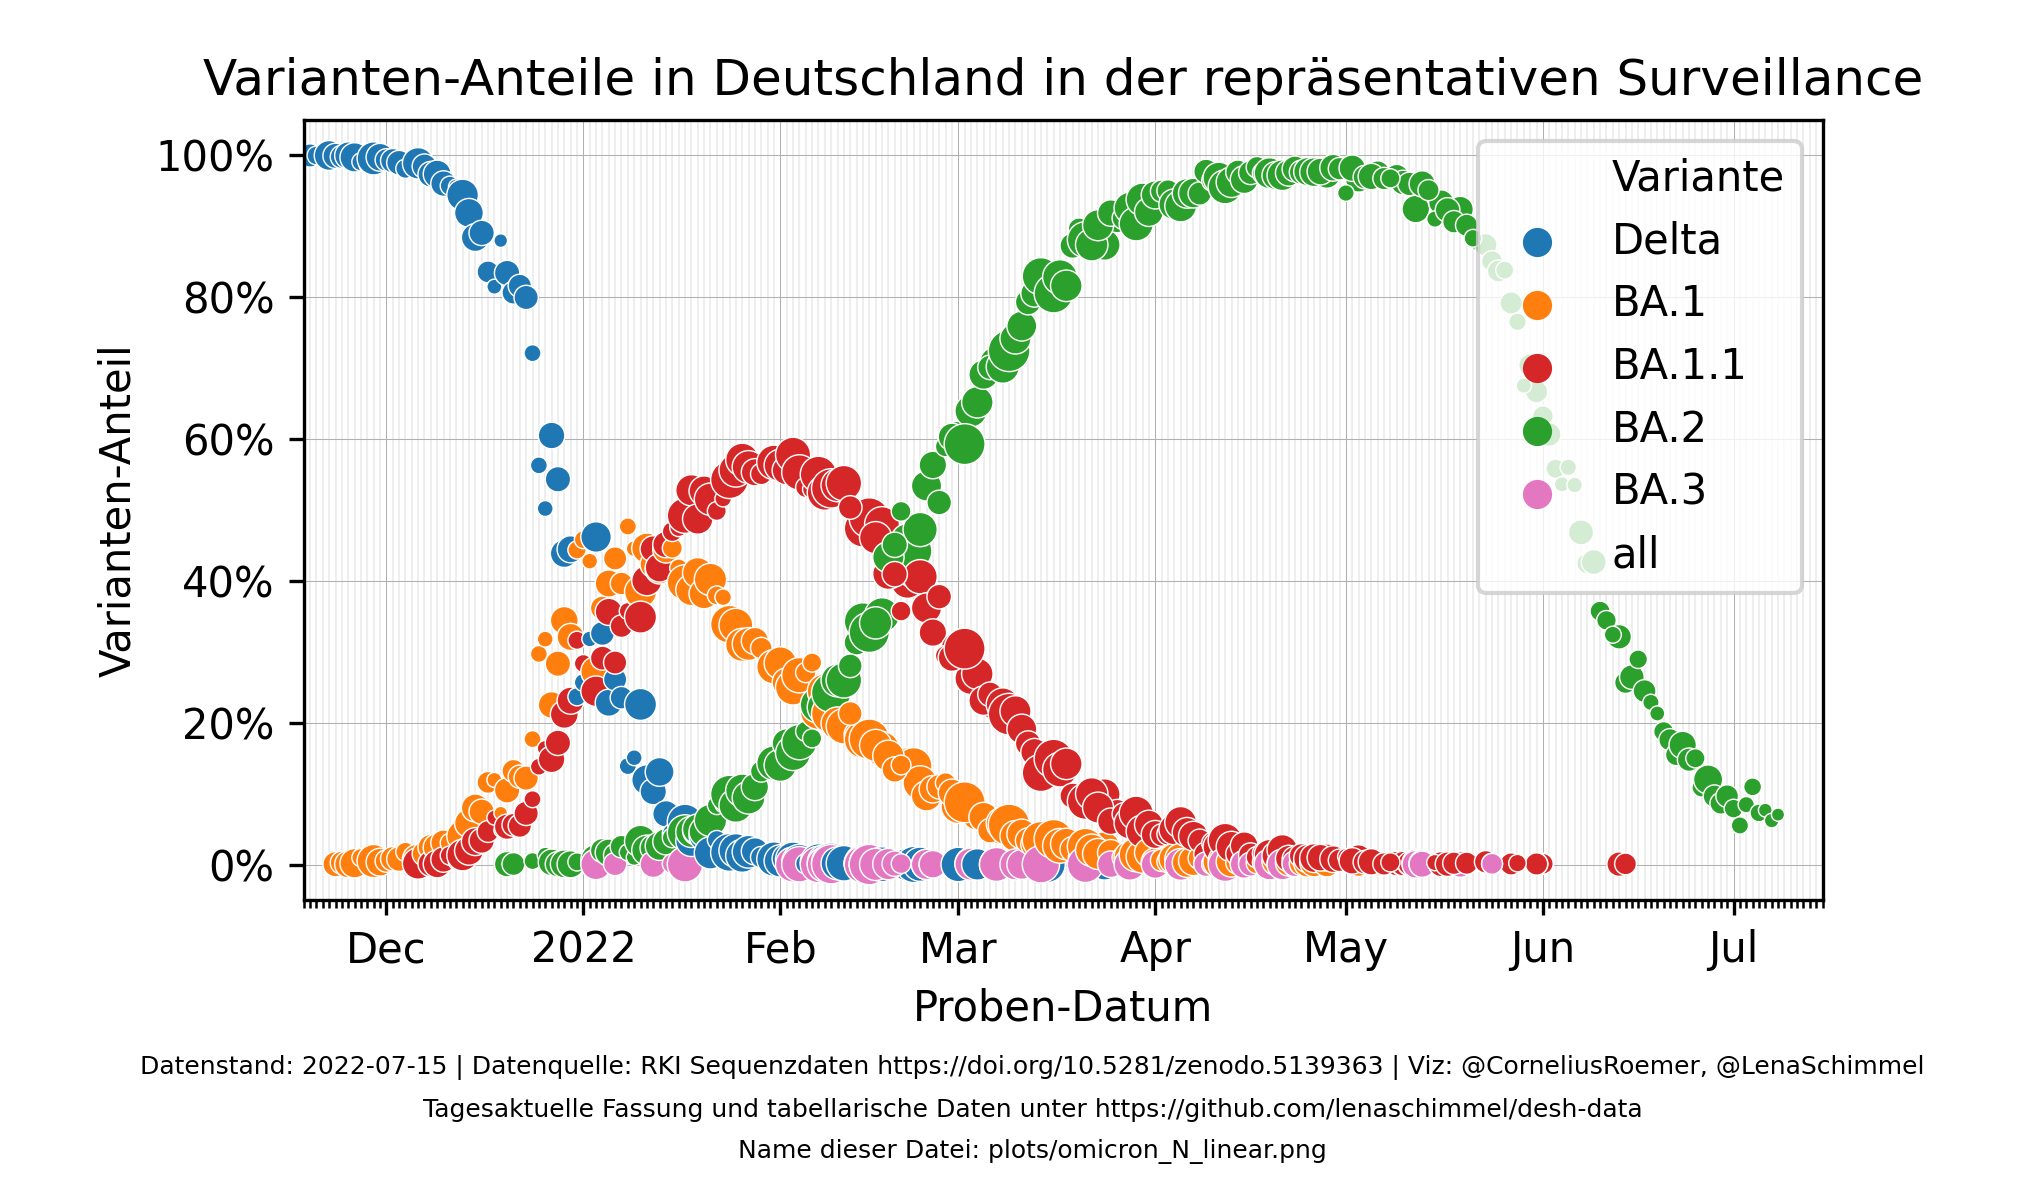 Varianten-Anteile in Deutschland in der repräsentativen Surveillance
100%
80%
60%
40%
20%
0%
Varianten-Anteil
Variante
Delta
BA.1
BA.1.1
BA.2
BA.3
all
Dec 2022 Feb Mar Apr May Jun Jul
Proben-Datum
Datenstand: 2022-07-15 | Datenquelle: RKI Sequenzdaten https://doi.org/10.5281/zenodo.5139363 | Viz: @CorneliusRoemer, @LenaSchimmel
Tagesaktuelle Fassung und tabellarische Daten unter https://github.com/lenaschimmel/desh-data
Name dieser Datei: plots/omicron_N_linear.png